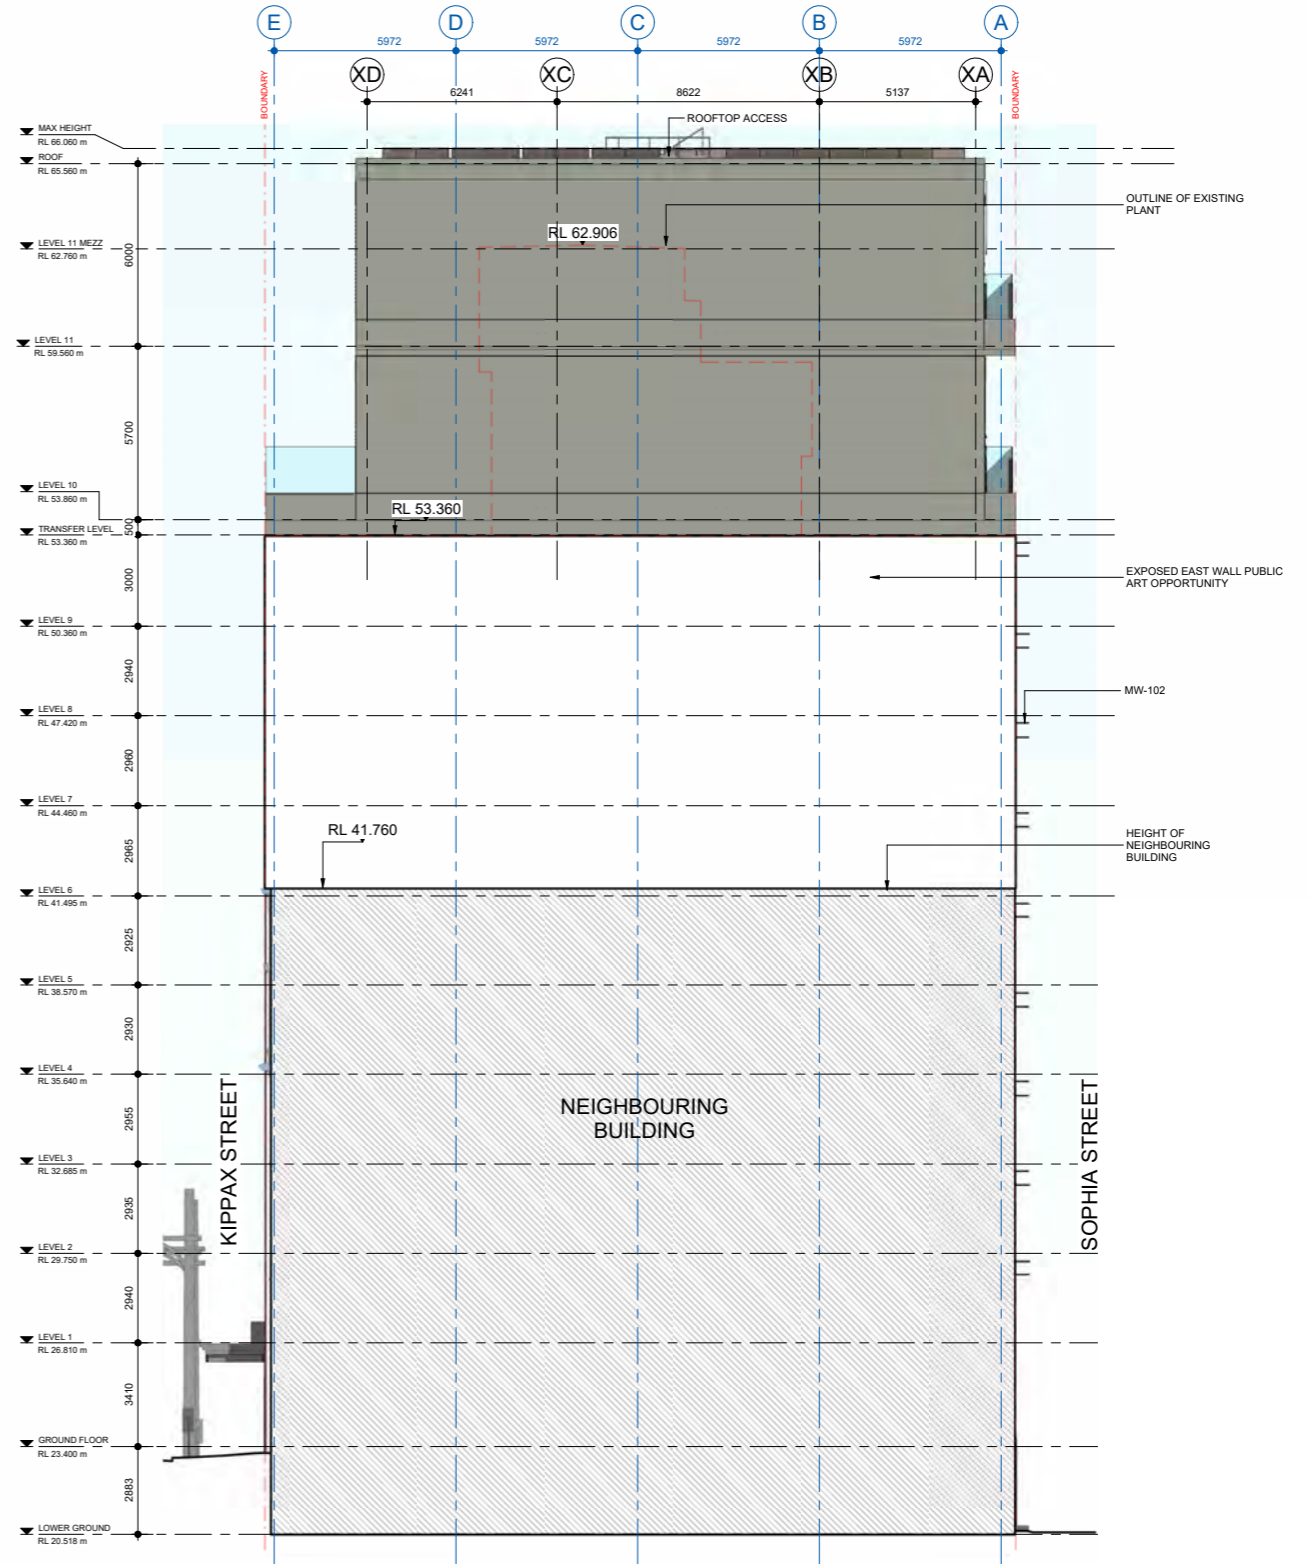 E D C B A
5972 5972 5972 5972
XD XC XB XA
6241 8622 5137
BOUNDARY
BOUNDARY
ROOFTOP ACCESS
MAX HEIGHT
RL 66.060 m
ROOF
RL 65.560 m
OUTLINE OF EXISTING
PLANT
RL 62.906
LEVEL 11 MEZZ
RL 62.760 m
6000
LEVEL 11
RL 59.560 m
5700
LEVEL 10
RL 53.860 m
RL 53.360
500
TRANSFER LEVEL
RL 53.360 m
EXPOSED EAST WALL PUBLIC
ART OPPORTUNITY
3000
LEVEL 9
RL 50.360 m
2940
MW-102
LEVEL 8
RL 47.420 m
2960
LEVEL 7
RL 44.460 m
RL 41.760
HEIGHT OF
NEIGHBOURING
BUILDING
2965
LEVEL 6
RL 41.495 m
2925
LEVEL 5
RL 38.570 m
2930
LEVEL 4
RL 35.640 m
NEIGHBOURING
BUILDING
2955
KIPPAX STREET
SOPHIA STREET
LEVEL 3
RL 32.685 m
2935
LEVEL 2
RL 29.750 m
2940
LEVEL 1
RL 26.810 m
3410
GROUND FLOOR
RL 23.400 m
2883
LOWER GROUND
RL 20.518 m